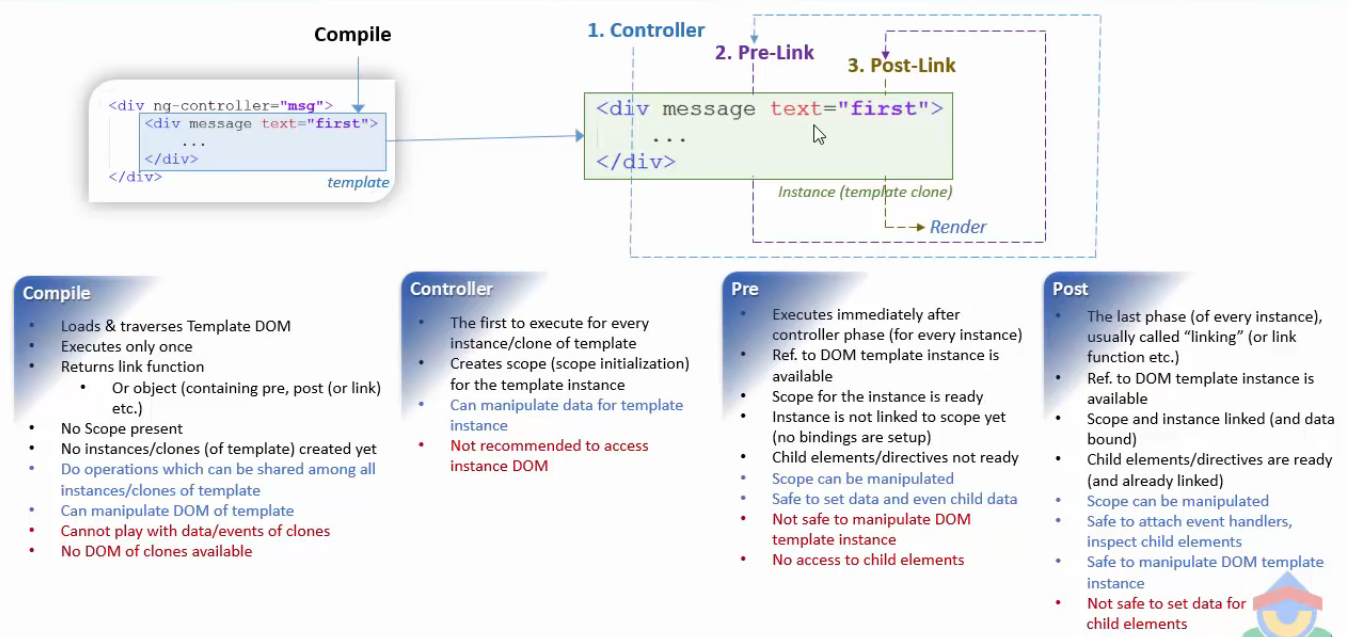 Compile
1. Controller
2. Pre-Link
3. Post-Link
<div ng-controller="msg">
<div message text="first">
...
</div>
</div>
template
<div message text="first">
...
</div>
Instance (template clone)
Render
Compile
Loads & traverses Template DOM
Executes only once
Returns link function
Or object (containing pre, post (or link)
etc.)
No Scope present
No instances/clones (of template) created yet
Do operations which can be shared among all
instances/clones of template
Can manipulate DOM of template
Cannot play with data/events of clones
No DOM of clones available
Controller
The first to execute for every
instance/clone of template
Creates scope (scope initialization)
for the template instance
Can manipulate data for template
instance
Not recommended to access
instance DOM
Pre
Executes immediately after
controller phase (for every instance)
Ref. to DOM template instance is
available
Scope for the instance is ready
Instance is not linked to scope yet
(no bindings are setup)
Child elements/directives not ready
Scope can be manipulated
Safe to set data and even child data
Not safe to manipulate DOM
template instance
No access to child elements
Post
The last phase (of every instance),
usually called “linking” (or link
function etc.)
Ref. to DOM template instance is
available
Scope and instance linked (and data
bound)
Child elements/directives are ready
(and already linked)
Scope can be manipulated
Safe to attach event handlers,
inspect child elements
Safe to manipulate DOM template
instance
Not safe to set data for
child elements